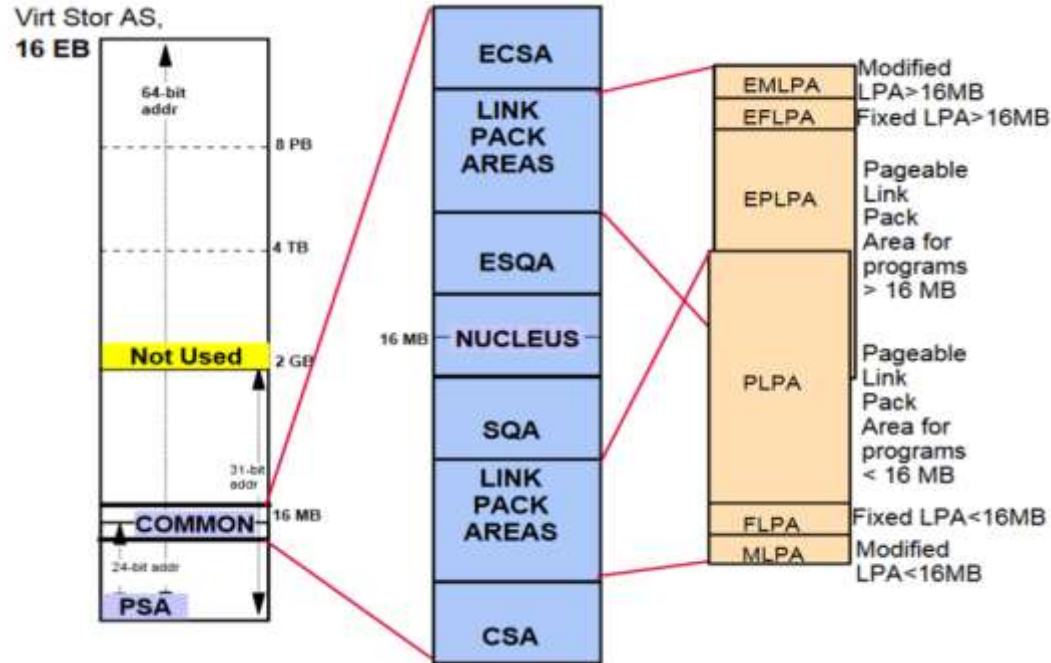 Virt Stor AS,
16 EB
64-bit
addr
8 PB
4 TB
Not Used
2 GB
31-bit
addr
COMMON
16 MB
24-bit addr
PSA
ECSA
LINK
PACK
AREAS
ESQA
16 MB
NUCLEUS
SQA
LINK
PACK
AREAS
CSA
EMLPA
Modified
LPA>16MB
EFLPA
Fixed LPA>16MB
EPLPA
Pageable
Link
Pack
Area for
programs
> 16 MB
PLPA
Pageable
Link
Pack
Area for
programs
< 16 MB
FLPA
Fixed LPA<16MB
MLPA
Modified
LPA<16MB